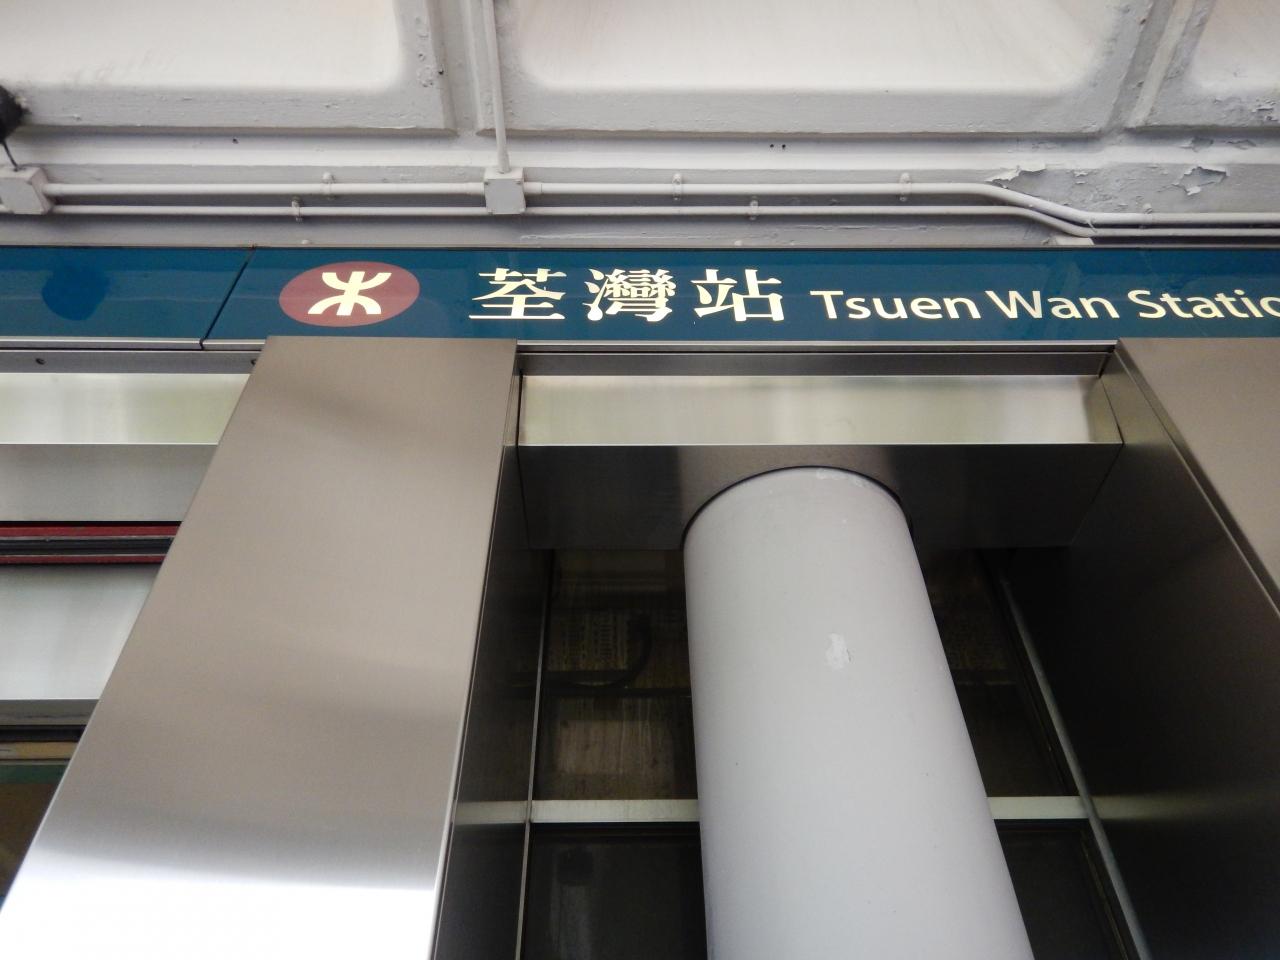 荃灣站 Tsuen Wan Statio